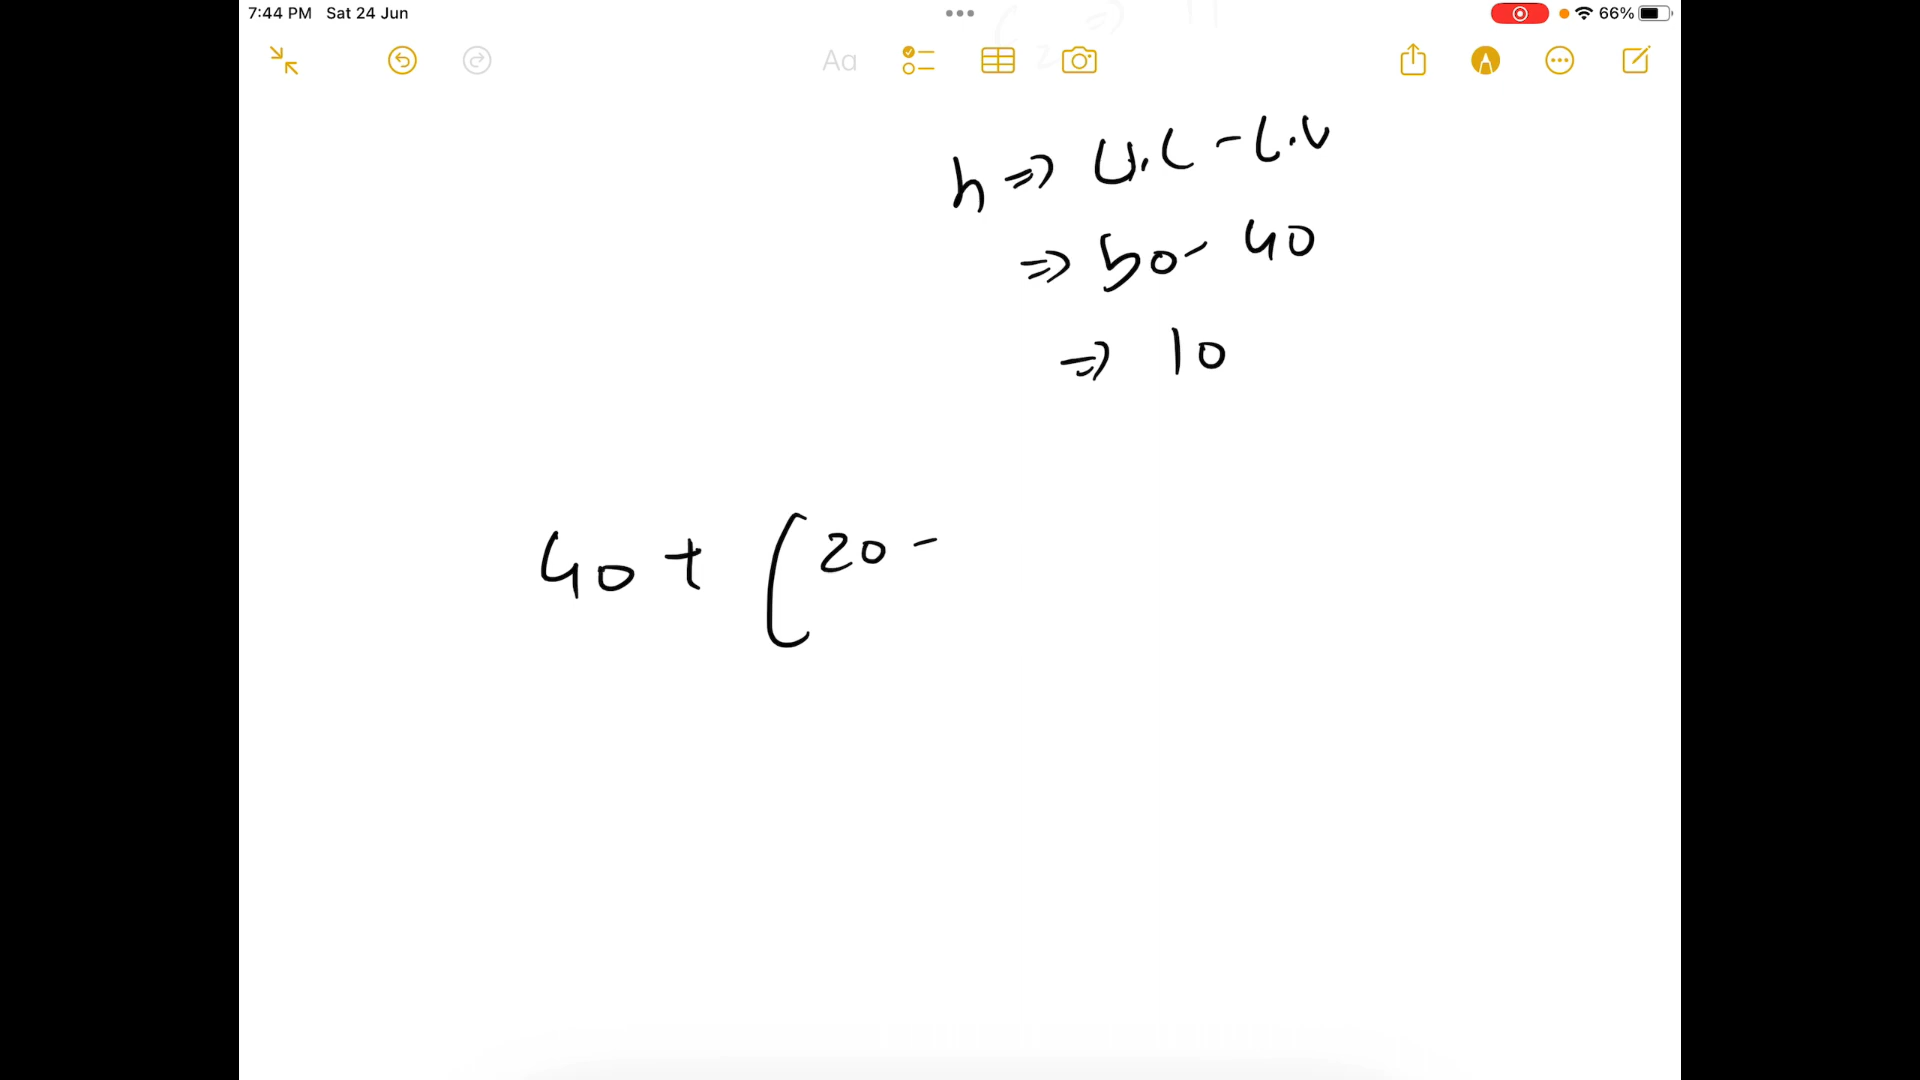 7:44 PM Sat 24 Jun
66%
Aa
h ⇒ U.L - L.V
⇒ 50 - 40
⇒ 10
40 + [20 -